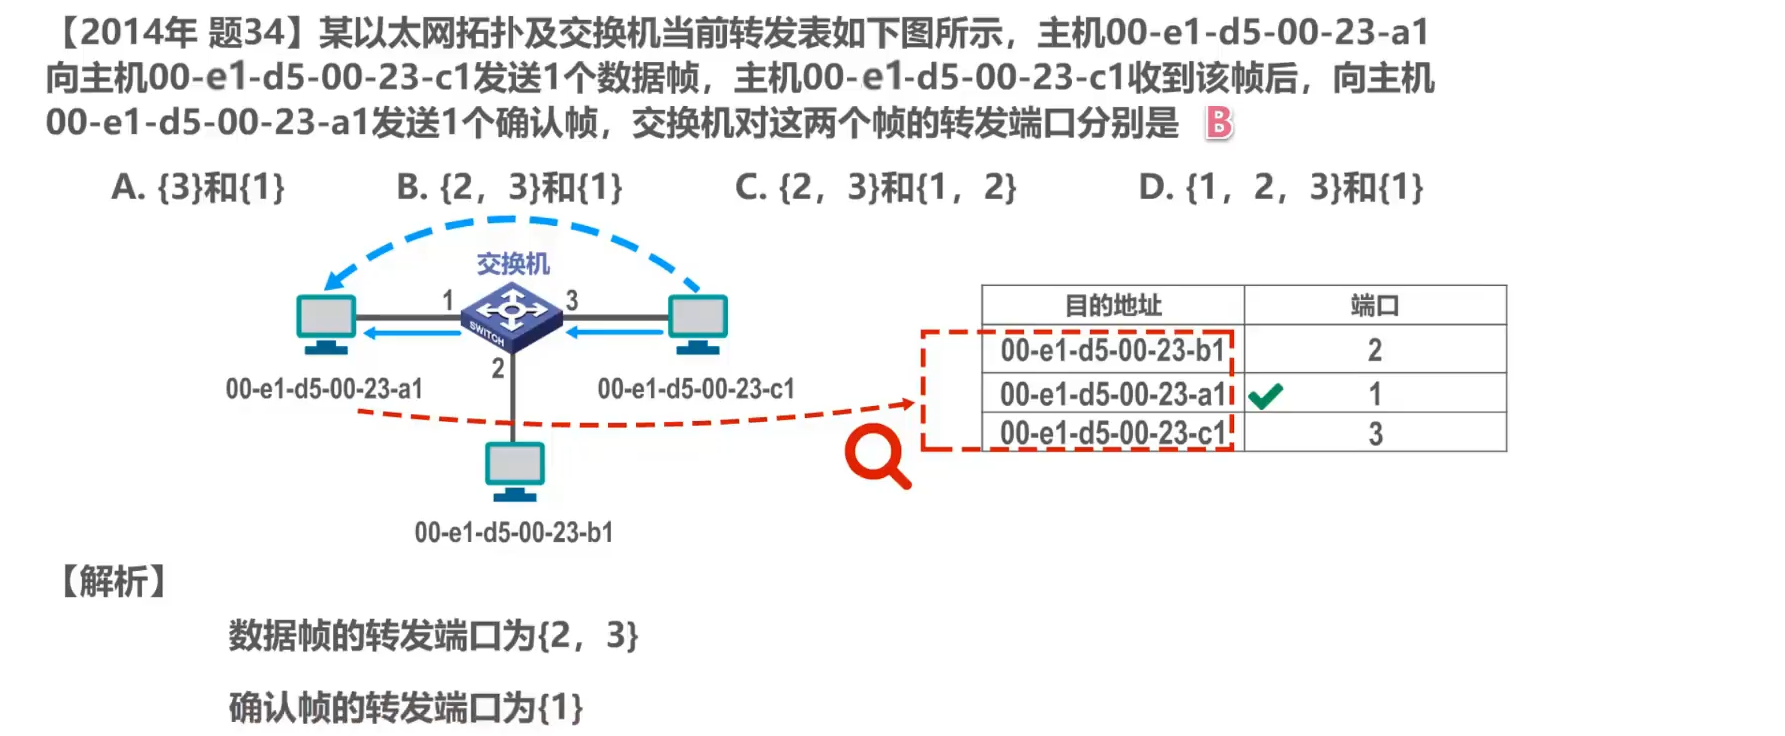 【2014年 题34】某以太网拓扑及交换机当前转发表如下图所示，主机00-e1-d5-00-23-a1
向主机00-e1-d5-00-23-c1发送1个数据帧，主机00-e1-d5-00-23-c1收到该帧后，向主机
00-e1-d5-00-23-a1发送1个确认帧，交换机对这两个帧的转发端口分别是 B
A. {3}和{1} B. {2，3}和{1} C. {2，3}和{1，2} D. {1，2，3}和{1}
交换机
1 3
SWITCH
2
00-e1-d5-00-23-a1 00-e1-d5-00-23-c1
00-e1-d5-00-23-b1
目的地址 端口
00-e1-d5-00-23-b1 2
00-e1-d5-00-23-a1 1
00-e1-d5-00-23-c1 3
【解析】
数据帧的转发端口为{2，3}
确认帧的转发端口为{1}